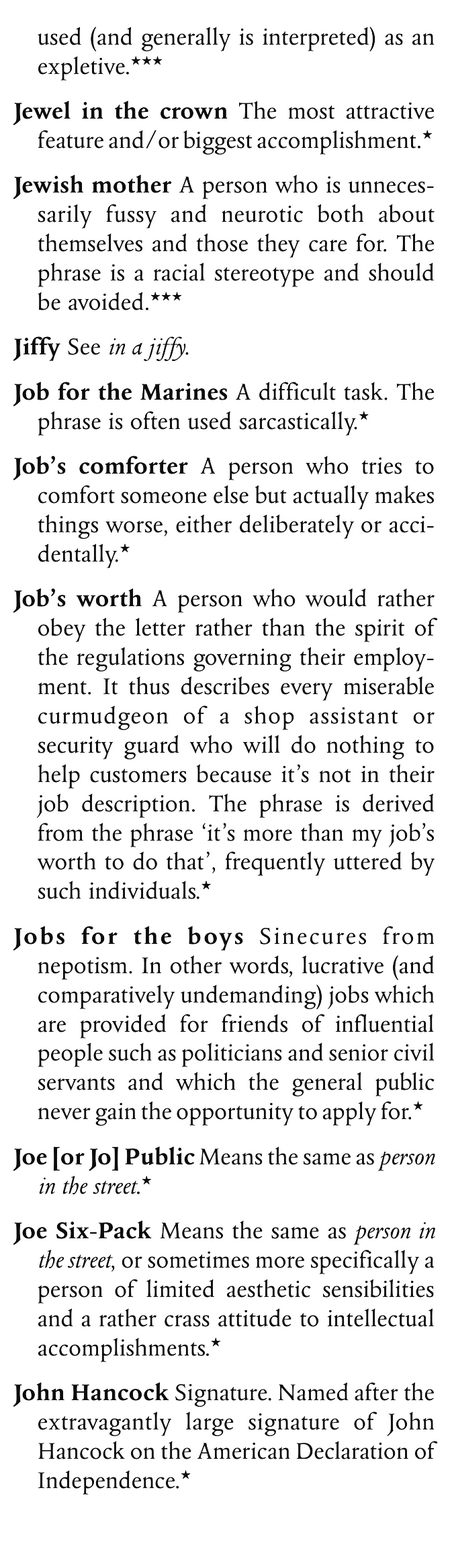 used (and generally is interpreted) as an
expletive.★★★
Jewel in the crown The most attractive
feature and/or biggest accomplishment.★
Jewish mother A person who is unneces-
sarily fussy and neurotic both about
themselves and those they care for. The
phrase is a racial stereotype and should
be avoided.★★★
Jiffy See in a jiffy.
Job for the Marines A difficult task. The
phrase is often used sarcastically.★
Job’s comforter A person who tries to
comfort someone else but actually makes
things worse, either deliberately or acci-
dentally.★
Job’s worth A person who would rather
obey the letter rather than the spirit of
the regulations governing their employ-
ment. It thus describes every miserable
curmudgeon of a shop assistant or
security guard who will do nothing to
help customers because it’s not in their
job description. The phrase is derived
from the phrase ‘it’s more than my job’s
worth to do that’, frequently uttered by
such individuals.★
Jobs for the boys Sinecures from
nepotism. In other words, lucrative (and
comparatively undemanding) jobs which
are provided for friends of influential
people such as politicians and senior civil
servants and which the general public
never gain the opportunity to apply for.★
Joe [or Jo] Public Means the same as person
in the street.★
Joe Six-Pack Means the same as person in
the street, or sometimes more specifically a
person of limited aesthetic sensibilities
and a rather crass attitude to intellectual
accomplishments.★
John Hancock Signature. Named after the
extravagantly large signature of John
Hancock on the American Declaration of
Independence.★